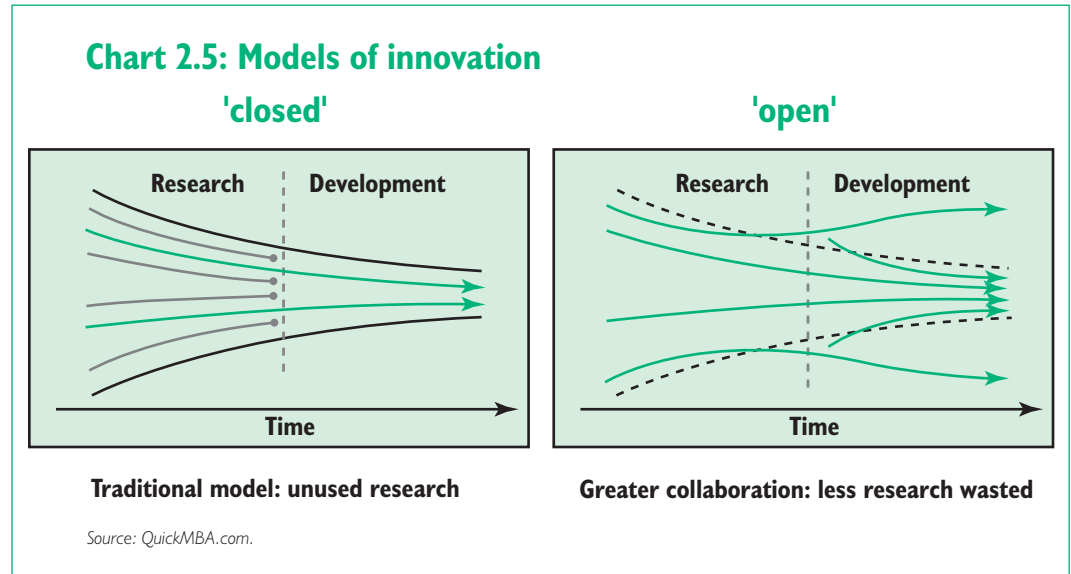 Chart 2.5: Models of innovation
'closed'
'open'
Research Development
Time
Research Development
Time
Traditional model: unused research
Greater collaboration: less research wasted
Source: QuickMBA.com.